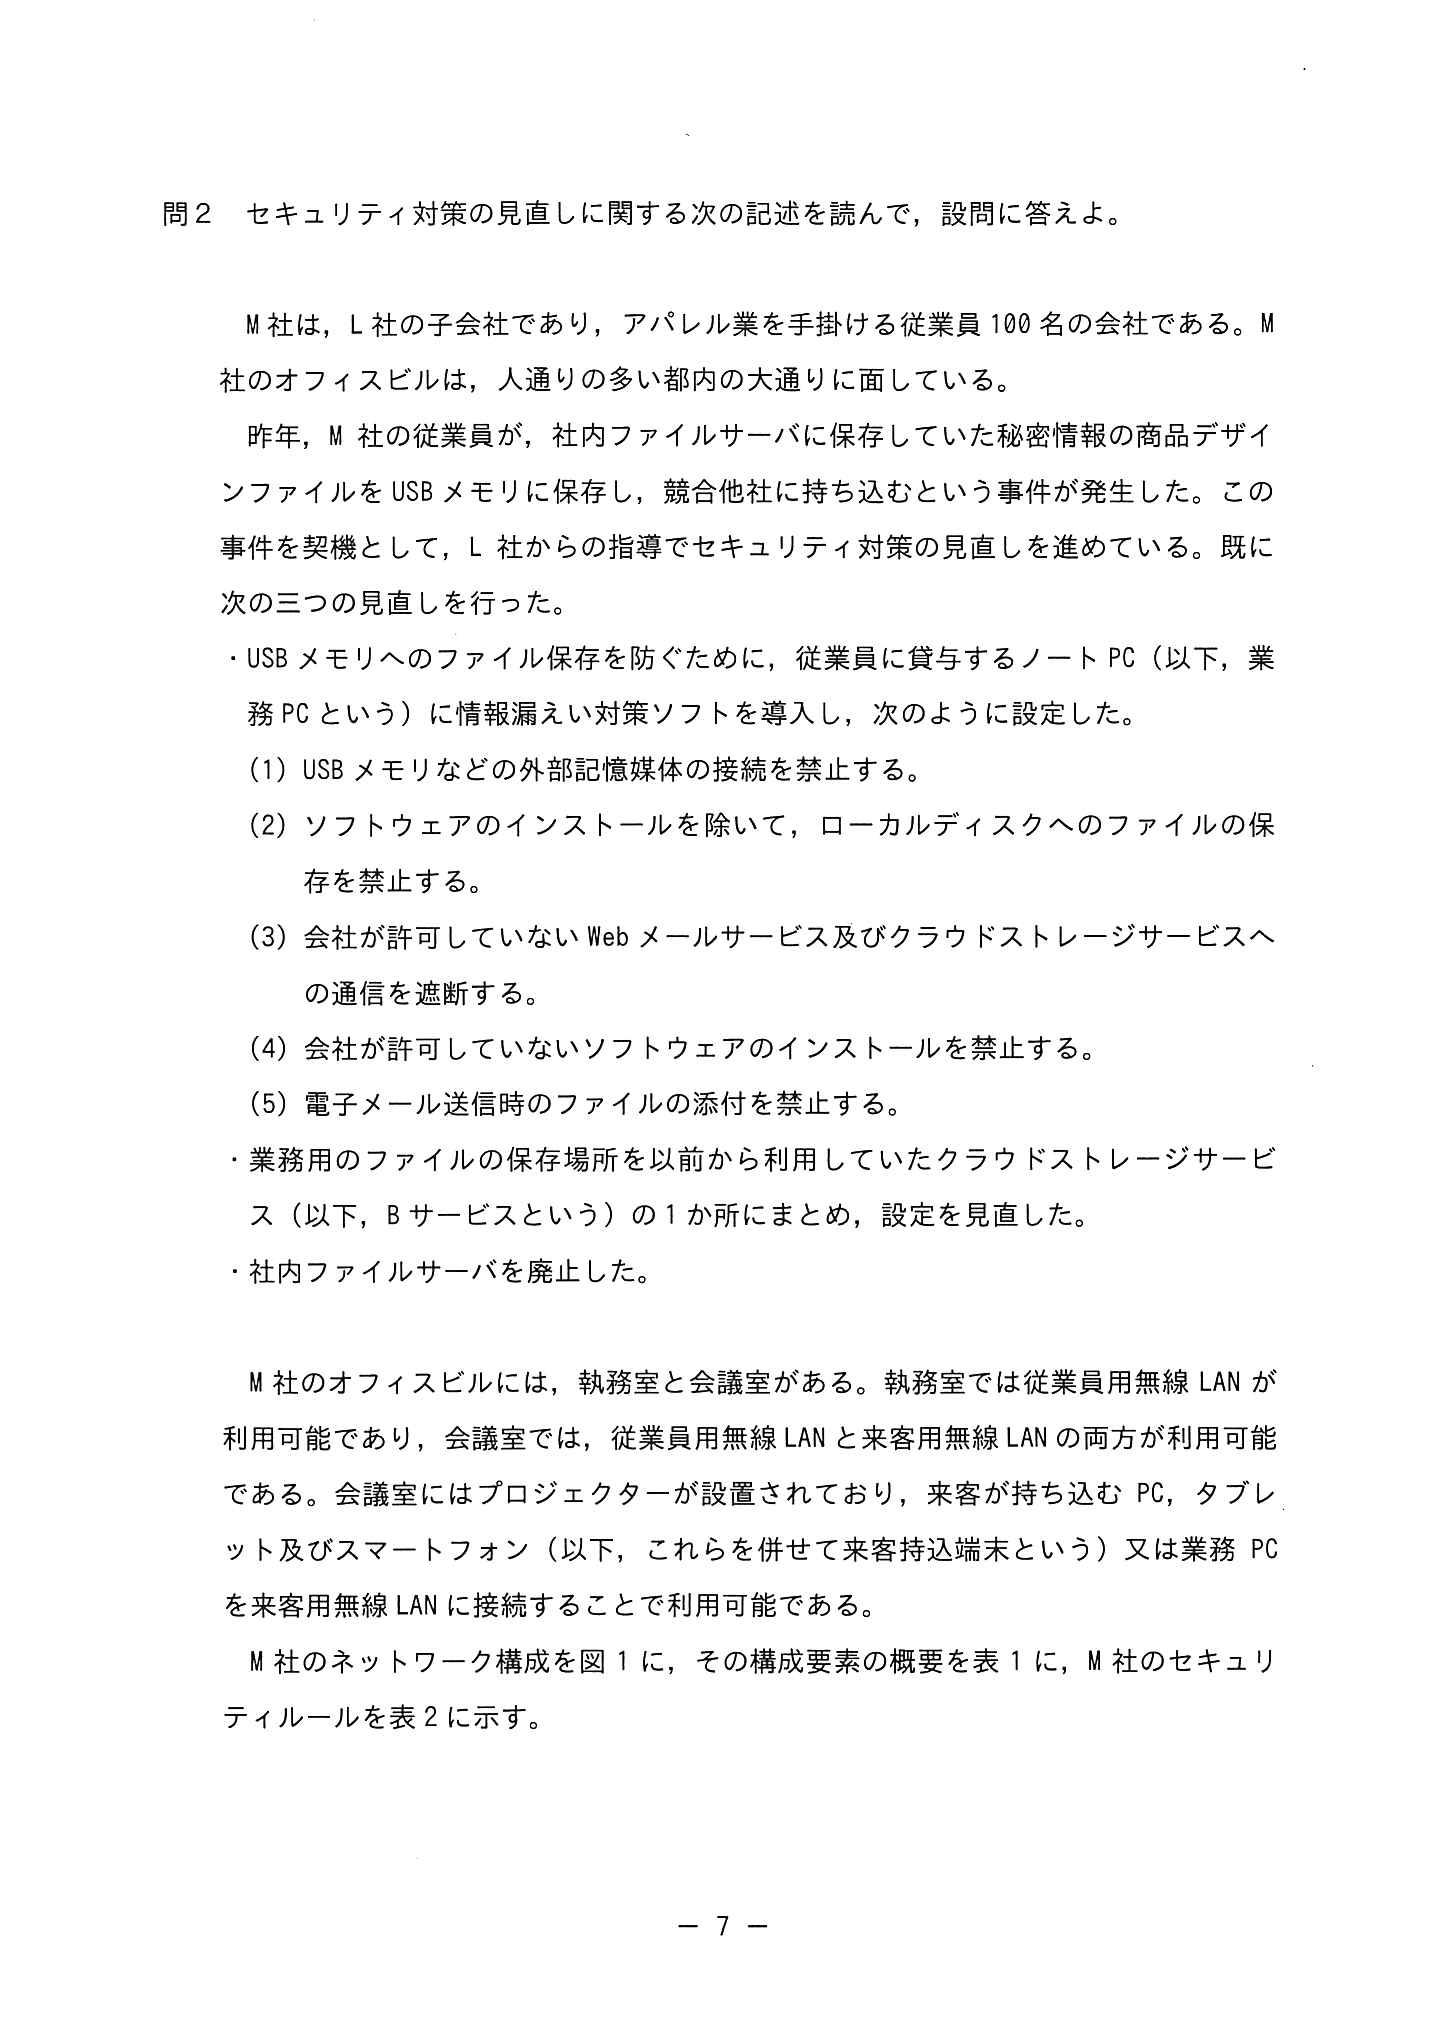 問2 セキュリティ対策の見直しに関する次の記述を読んで，設問に答えよ。
M社は，L社の子会社であり，アパレル業を手掛ける従業員100名の会社である。M
社のオフィスビルは，人通りの多い都内の大通りに面している。
昨年，M 社の従業員が，社内ファイルサーバに保存していた秘密情報の商品デザイ
ンファイルをUSBメモリに保存し，競合他社に持ち込むという事件が発生した。この
事件を契機として，L 社からの指導でセキュリティ対策の見直しを進めている。既に
次の三つの見直しを行った。
・USBメモリへのファイル保存を防ぐために，従業員に貸与するノートPC（以下，業
務PCという）に情報漏えい対策ソフトを導入し，次のように設定した。
(1) USBメモリなどの外部記憶媒体の接続を禁止する。
(2) ソフトウェアのインストールを除いて，ローカルディスクへのファイルの保
存を禁止する。
(3) 会社が許可していないWebメールサービス及びクラウドストレージサービスへ
の通信を遮断する。
(4) 会社が許可していないソフトウェアのインストールを禁止する。
(5) 電子メール送信時のファイルの添付を禁止する。
・業務用のファイルの保存場所を以前から利用していたクラウドストレージサービ
ス（以下，Bサービスという）の1か所にまとめ，設定を見直した。
・社内ファイルサーバを廃止した。
M社のオフィスビルには，執務室と会議室がある。執務室では従業員用無線LANが
利用可能であり，会議室では，従業員用無線LANと来客用無線LANの両方が利用可能
である。会議室にはプロジェクターが設置されており，来客が持ち込む PC，タブレ
ット及びスマートフォン（以下，これらを併せて来客持込端末という）又は業務 PC
を来客用無線LANに接続することで利用可能である。
M社のネットワーク構成を図1に，その構成要素の概要を表1に，M社のセキュリ
ティルールを表2に示す。
－ 7 －